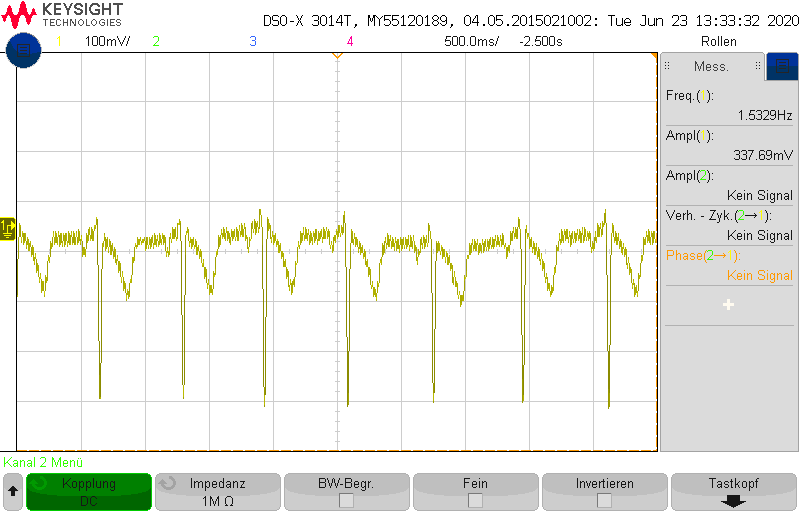 KEYSIGHT
TECHNOLOGIES
DSO-X 3014T, MY55120189, 04.05.2015021002: Tue Jun 23 13:33:32 2020
1 100mV/ 2 3 4 500.0ms/ -2.500s Rollen
Mess.
Freq.( ):
1.5329Hz
Ampl( ):
337.69mV
Ampl(2):
Kein Signal
Verh. - Zyk.(2→ ):
Kein Signal
Phase(2→1):
Kein Signal
1
Kanal 2 Menü
Kopplung
DC
Impedanz
1M Ω
BW-Begr.
Fein
Invertieren
Tastkopf